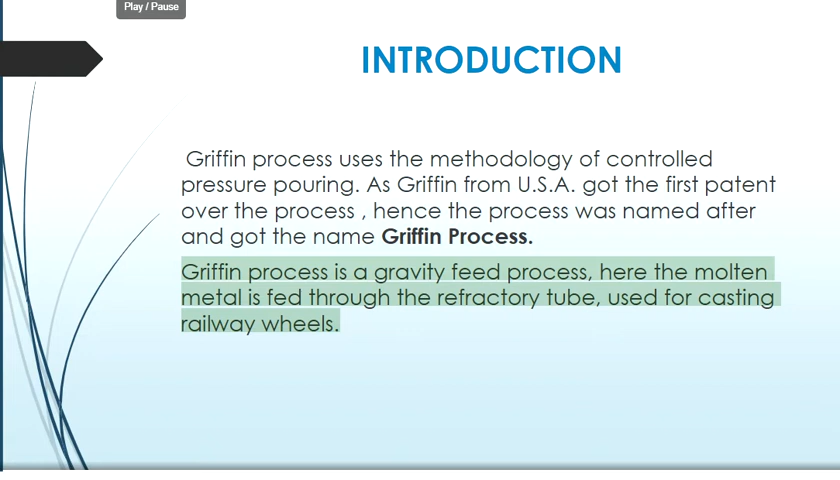 Play / Pause
INTRODUCTION
Griffin process uses the methodology of controlled
pressure pouring. As Griffin from U.S.A. got the first patent
over the process , hence the process was named after
and got the name Griffin Process.
Griffin process is a gravity feed process, here the molten
metal is fed through the refractory tube, used for casting
railway wheels.